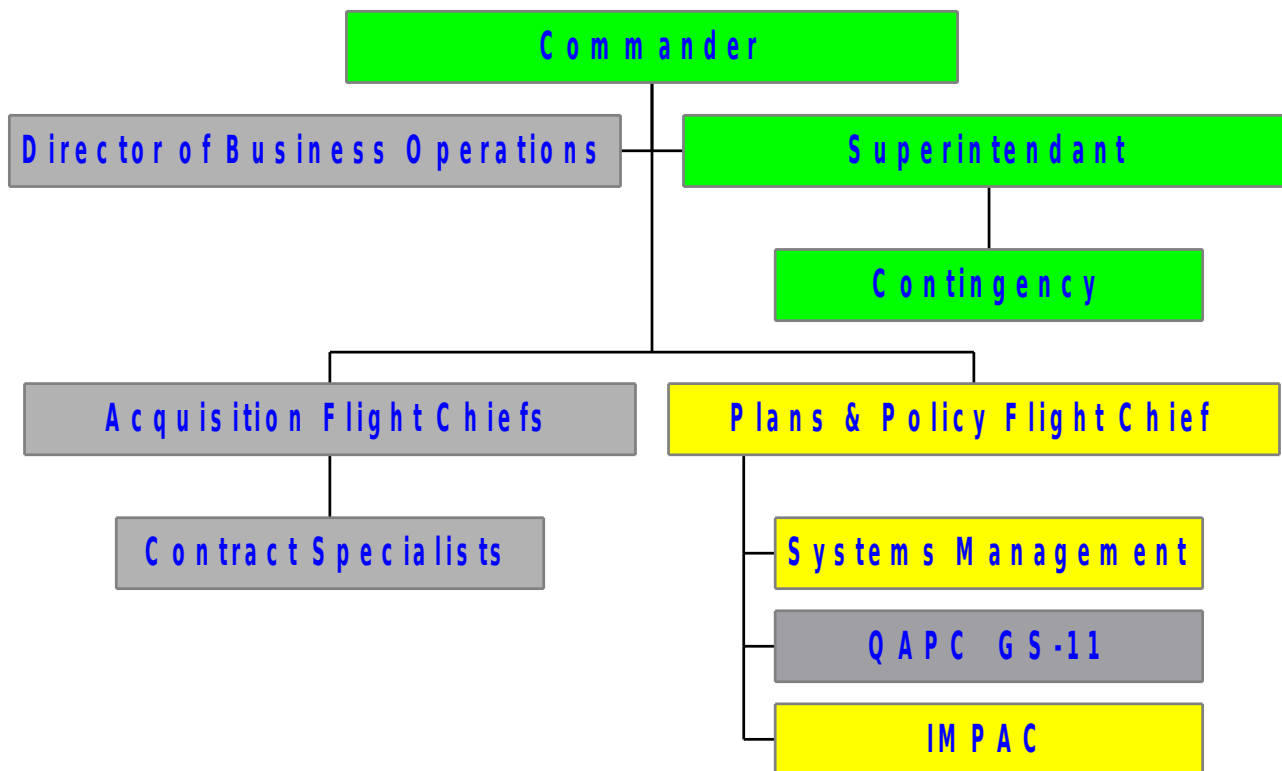 Commander
Director of Business Operations
Superintendant
Contingency
Acquisition Flight Chiefs
Plans & Policy Flight Chief
Contract Specialists
Systems Management
QAPC GS-11
IMPAC